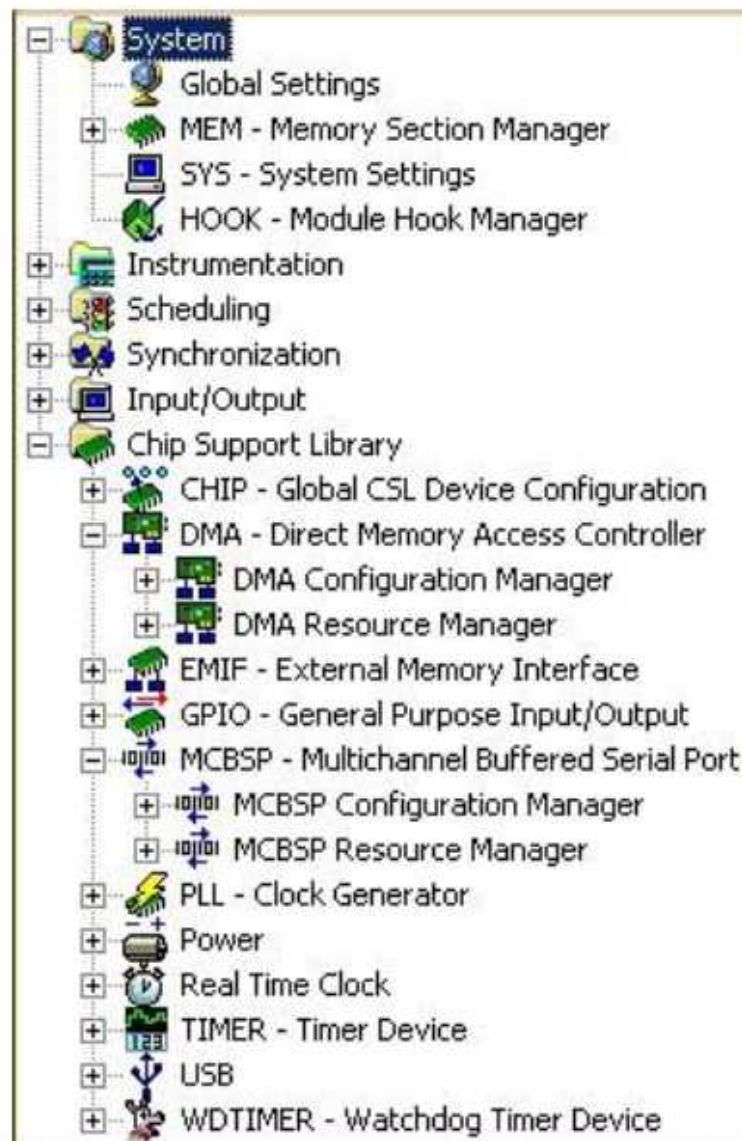 System
Global Settings
MEM - Memory Section Manager
SYS - System Settings
HOOK - Module Hook Manager
Instrumentation
Scheduling
Synchronization
Input/Output
Chip Support Library
CHIP - Global CSL Device Configuration
DMA - Direct Memory Access Controller
DMA Configuration Manager
DMA Resource Manager
EMIF - External Memory Interface
GPIO - General Purpose Input/Output
MCBSP - Multichannel Buffered Serial Port
MCBSP Configuration Manager
MCBSP Resource Manager
PLL - Clock Generator
Power
Real Time Clock
TIMER - Timer Device
USB
WDTIMER - Watchdog Timer Device